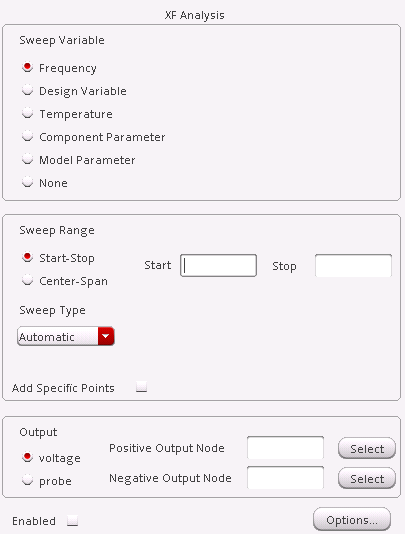 XF Analysis
Sweep Variable
Frequency
Design Variable
Temperature
Component Parameter
Model Parameter
None
Sweep Range
Start-Stop
Start
Stop
Center-Span
Sweep Type
Automatic
Add Specific Points
Output
voltage
Positive Output Node
Select
probe
Negative Output Node
Select
Enabled
Options...